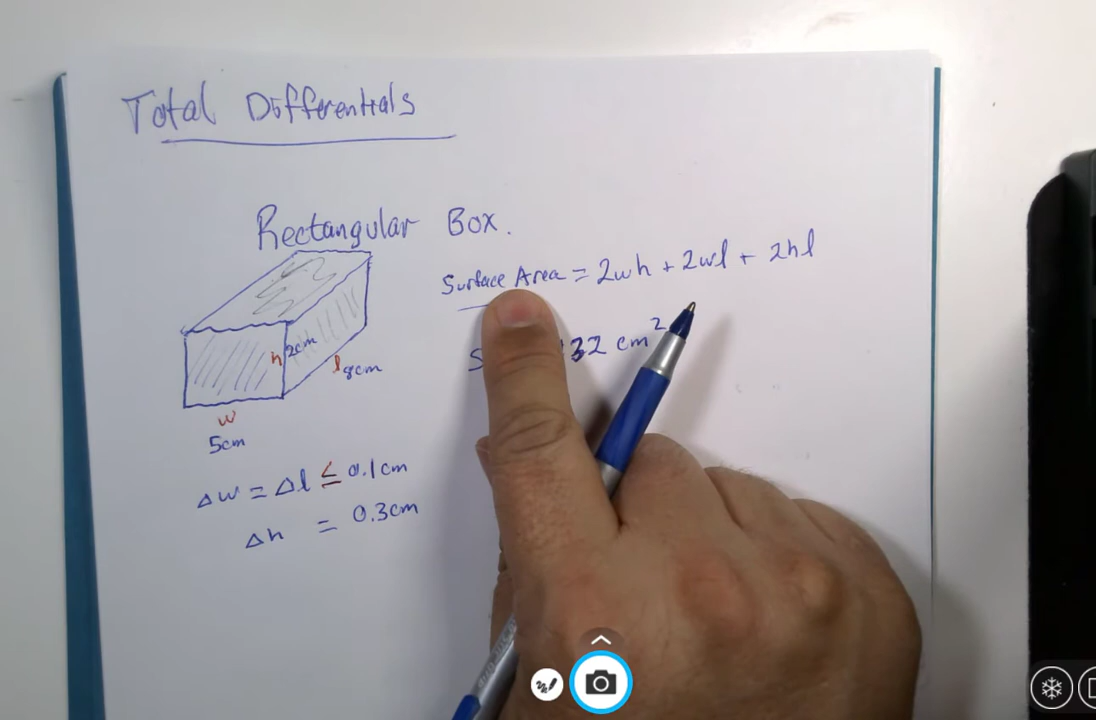 Total Differentials
Rectangular Box.
Surface Area = 2wh + 2wl + 2hl
h 2cm
32 cm²
l 8cm
w
5cm
Δw = Δl ≤ 0.1cm
Δh = 0.3cm